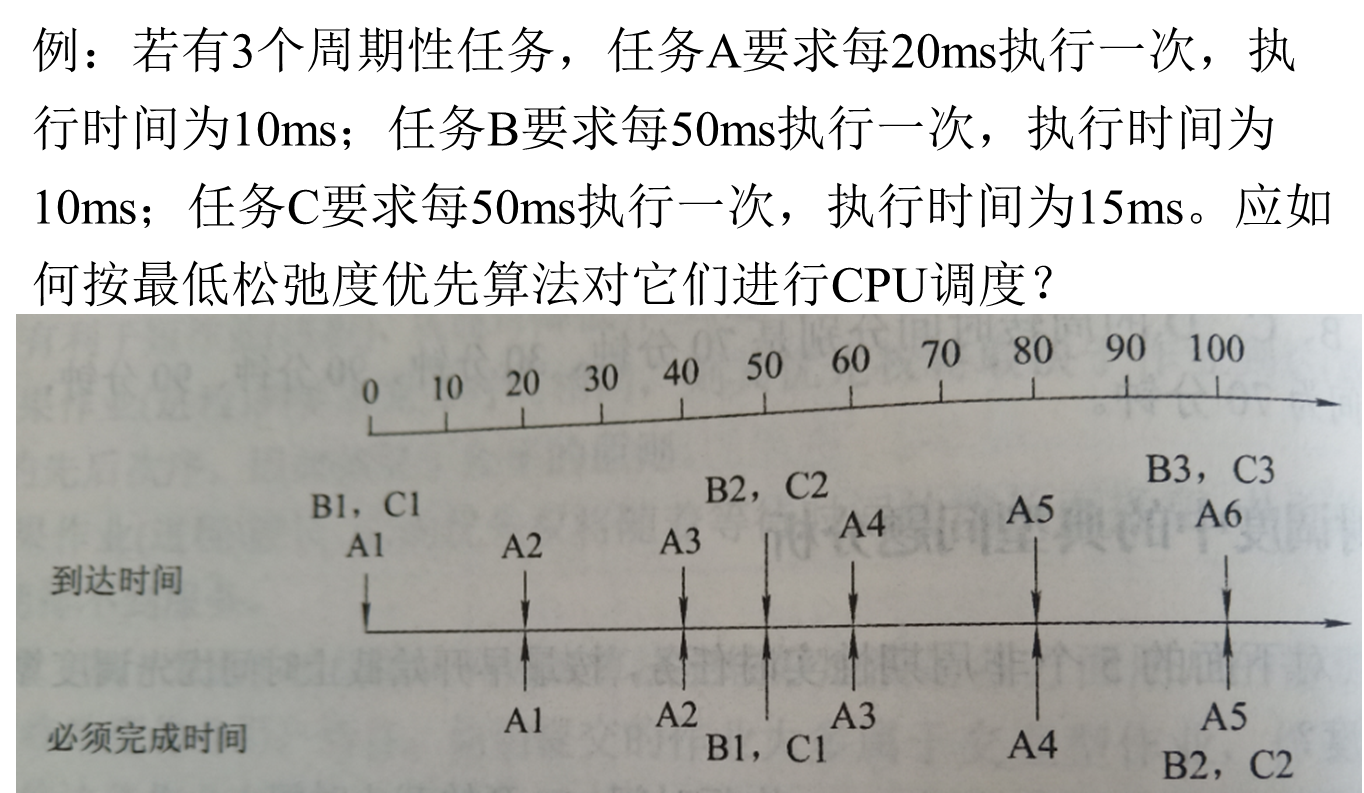 例：若有3个周期性任务，任务A要求每20ms执行一次，执
行时间为10ms；任务B要求每50ms执行一次，执行时间为
10ms；任务C要求每50ms执行一次，执行时间为15ms。应如
何按最低松弛度优先算法对它们进行CPU调度？
0 10 20 30 40 50 60 70 80 90 100
B1，C1 B2，C2 B3，C3
A1 A2 A3 A4 A5 A6
到达时间
必须完成时间
A1 A2 A3 A4 A5
B1，C1 B2，C2